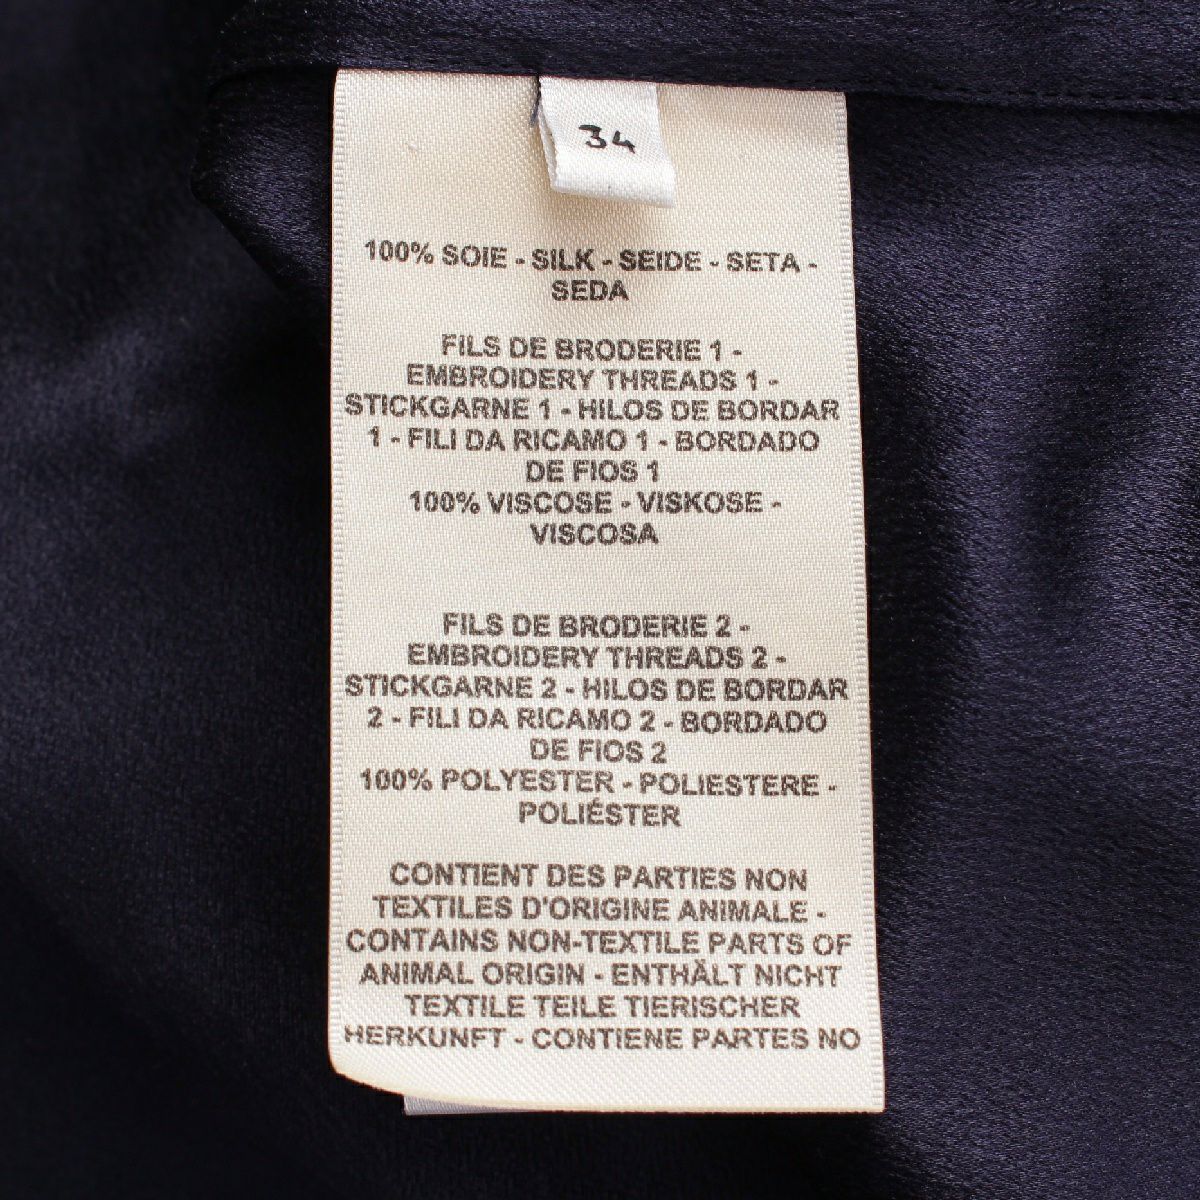 34
100% SOIE - SILK - SEIDE - SETA -
SEDA
FILS DE BRODERIE 1 -
EMBROIDERY THREADS 1 -
STICKGARNE 1 - HILOS DE BORDAR
1 - FILI DA RICAMO 1 - BORDADO
DE FIOS 1
100% VISCOSE - VISKOSE -
VISCOSA
FILS DE BRODERIE 2 -
EMBROIDERY THREADS 2 -
STICKGARNE 2 - HILOS DE BORDAR
2 - FILI DA RICAMO 2 - BORDADO
DE FIOS 2
100% POLYESTER - POLIESTERE -
POLIÉSTER
CONTIENT DES PARTIES NON
TEXTILES D'ORIGINE ANIMALE -
CONTAINS NON-TEXTILE PARTS OF
ANIMAL ORIGIN - ENTHÄLT NICHT
TEXTILE TEILE TIERISCHER
HERKUNFT - CONTIENE PARTES NO